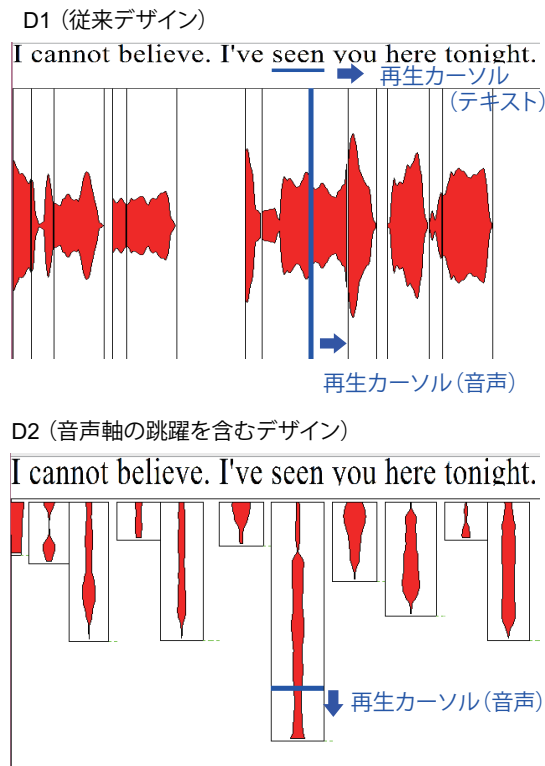 D1（従来デザイン）
I cannot believe. I've seen you here tonight.
再生カーソル
（テキスト）
再生カーソル（音声）
D2（音声軸の跳躍を含むデザイン）
I cannot believe. I've seen you here tonight.
再生カーソル（音声）